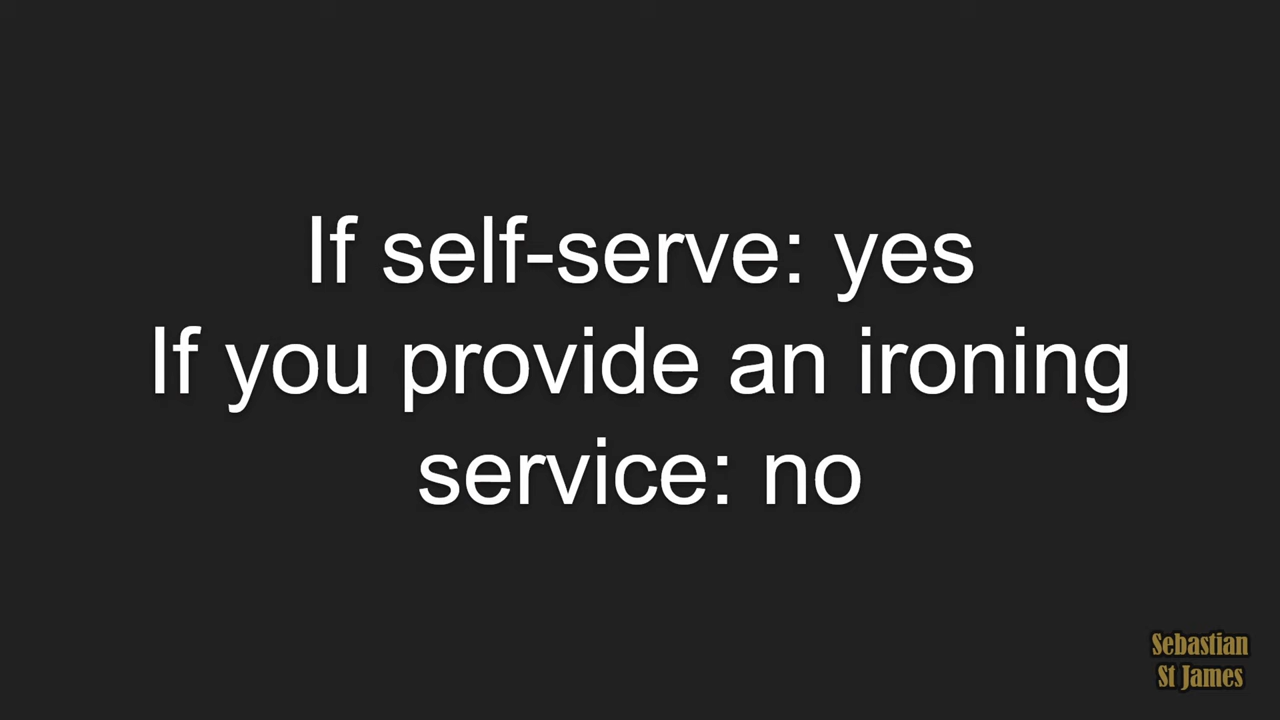 If self-serve: yes
If you provide an ironing
service: no
Sebastian
St James